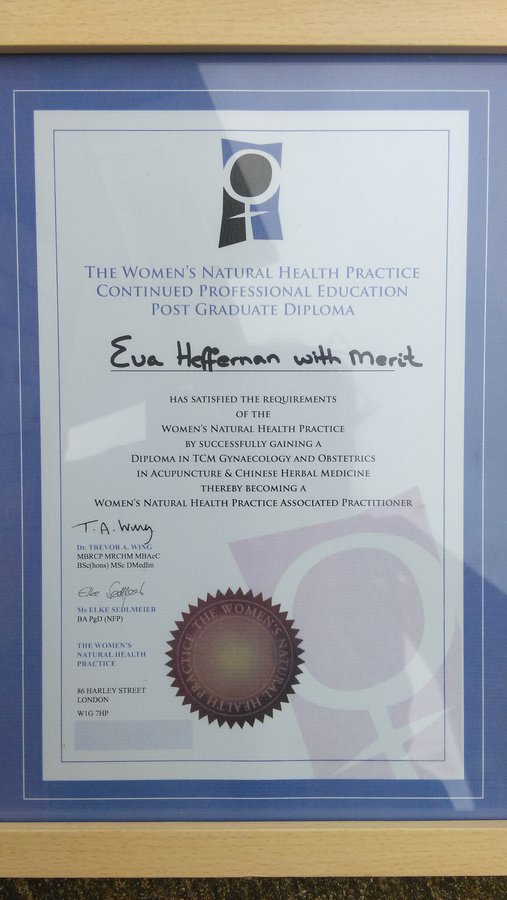 THE WOMEN'S NATURAL HEALTH PRACTICE
CONTINUED PROFESSIONAL EDUCATION
POST GRADUATE DIPLOMA
Eva Heffernan with Merit
HAS SATISFIED THE REQUIREMENTS
OF THE
WOMEN'S NATURAL HEALTH PRACTICE
BY SUCCESSFULLY GAINING A
DIPLOMA IN TCM GYNAECOLOGY AND OBSTETRICS
IN ACUPUNCTURE & CHINESE HERBAL MEDICINE
THEREBY BECOMING A
WOMEN'S NATURAL HEALTH PRACTICE ASSOCIATED PRACTITIONER
T.A. Wing
Dr. TREVOR A. WING
MBRCP MRCHM MBAcC
BSc(hons) MSc DMedIm
Elke Sedlmeier
Ms ELKE SEDLMEIER
BA PgD (NFP)
THE WOMEN'S
NATURAL HEALTH
PRACTICE
86 HARLEY STREET
LONDON
W1G 7HP
THE WOMEN'S NATURAL HEALTH PRACTICE